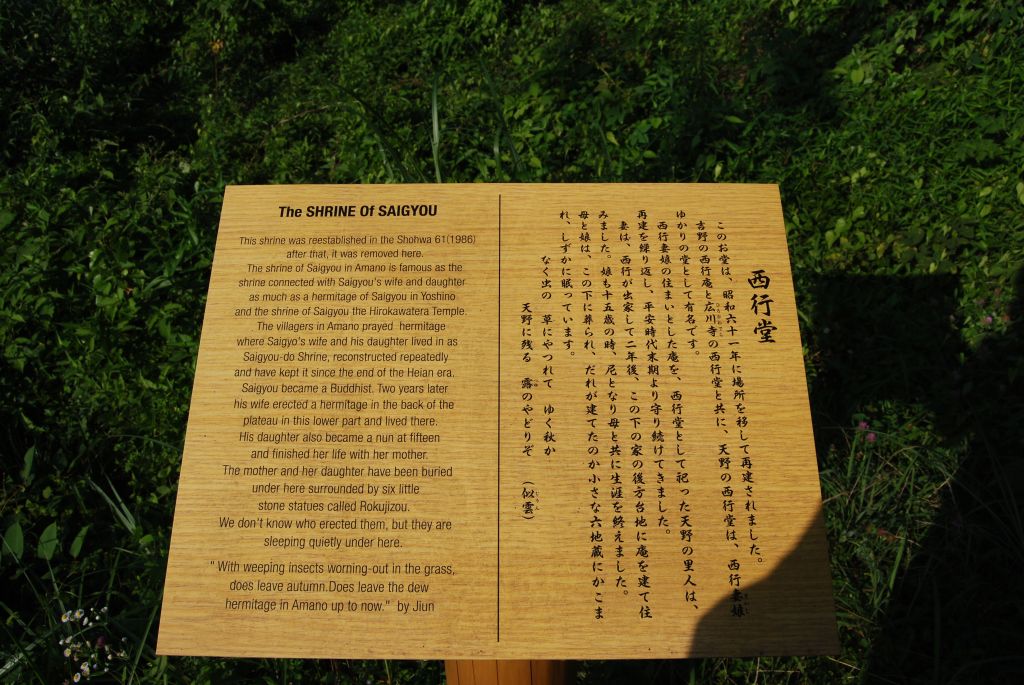 The SHRINE Of SAIGYOU
This shrine was reestablished in the Shohwa 61(1986)
after that, it was removed here.
The shrine of Saigyou in Amano is famous as the
shrine connected with Saigyou's wife and daughter
as much as a hermitage of Saigyou in Yoshino
and the shrine of Saigyou the Hirokawatera Temple.
The villagers in Amano prayed hermitage
where Saigyo's wife and his daughter lived in as
Saigyou-do Shrine, reconstructed repeatedly
and have kept it since the end of the Heian era.
Saigyou became a Buddhist. Two years later
his wife erected a hermitage in the back of the
plateau in this lower part and lived there.
His daughter also became a nun at fifteen
and finished her life with her mother.
The mother and her daughter have been buried
under here surrounded by six little
stone statues called Rokujizou.
We don't know who erected them, but they are
sleeping quietly under here.
" With weeping insects worning-out in the grass,
does leave autumn.Does leave the dew
hermitage in Amano up to now." by Jiun
西行堂
このお堂は、昭和六十一年に場所を移して再建されました。
吉野の西行庵と広川寺の西行堂と共に、天野の西行堂は、西行妻娘
ゆかりの堂として有名です。
西行妻娘の住まいとした庵を、西行堂として祀った天野の里人は、
再建を繰り返し、平安時代末期より守り続けてきました。
妻は、西行が出家して二年後、この下の家の後方台地に庵を建て住
みました。娘も十五歳の時、尼となり母と共に生涯を終えました。
母と娘は、この下に葬られ、だれが建てたのか小さな六地蔵にかこま
れ、しずかに眠っています。
なく虫の 草にやつれて ゆく秋か
天野に残る 露のやどりぞ (似雲)